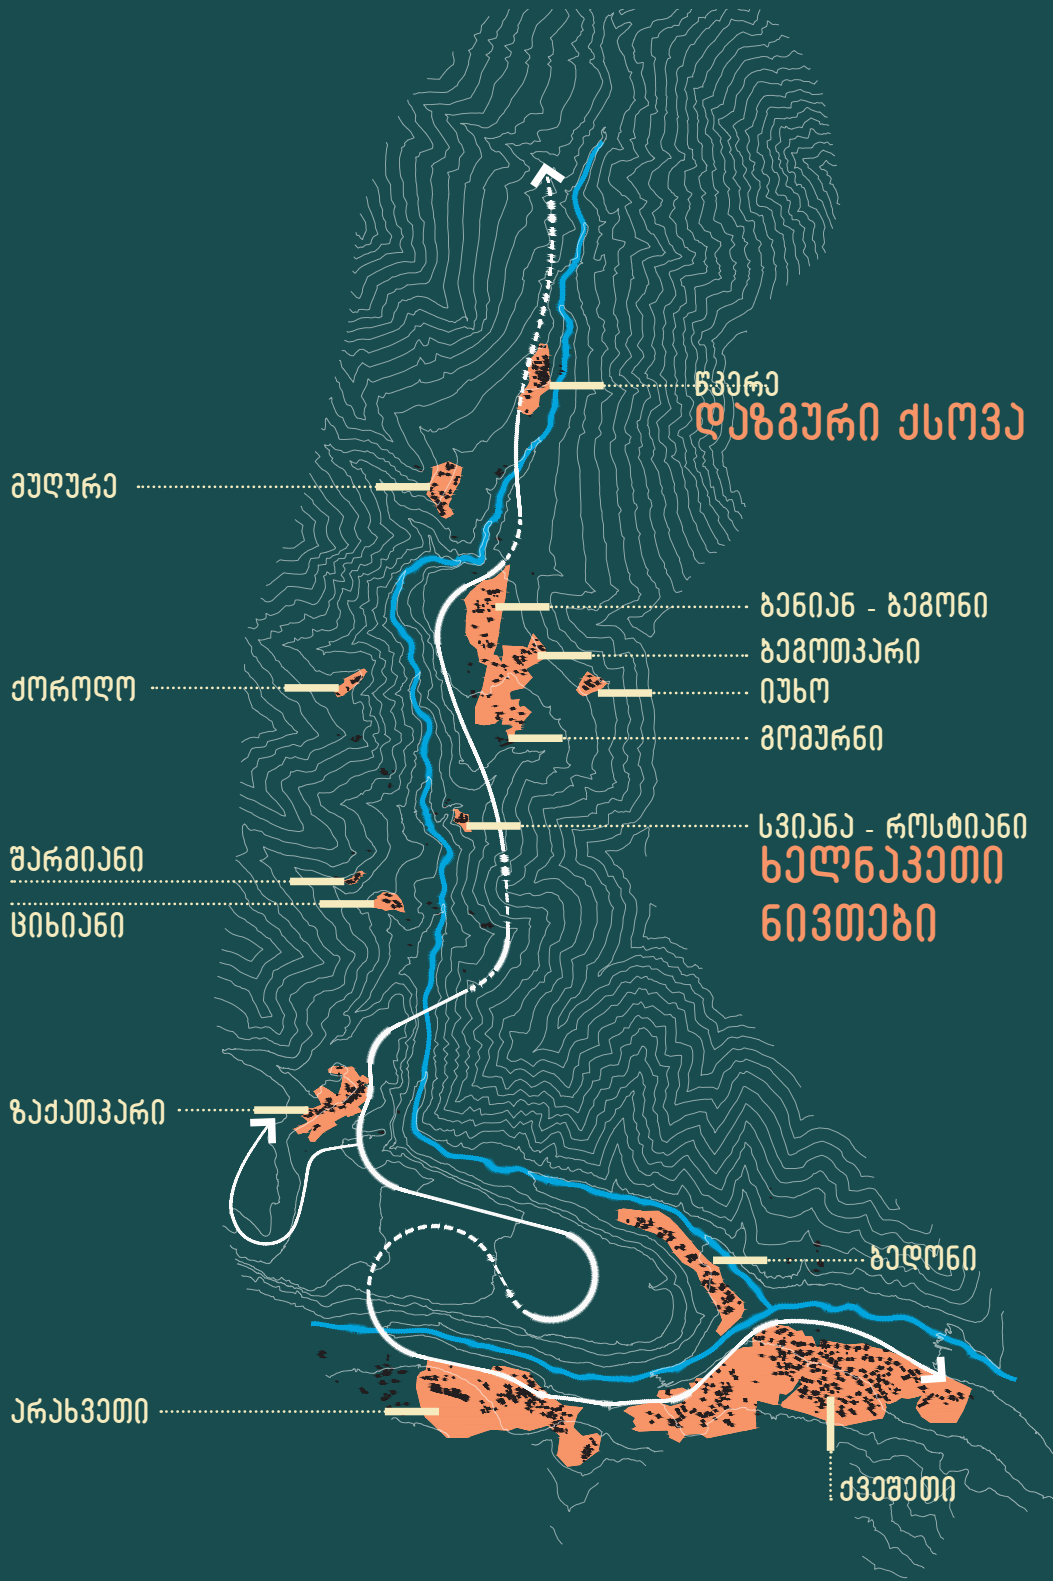 წკერე
დაზგური ქსოვა
მუღურე
ბენიან - ბეგონი
ბეგოთკარი
ქოროღო
იუხო
გომურნი
სვიანა - როსტიანი
ხელნაკეთი
ნივთები
შარმიანი
ციხიანი
ზაქათკარი
ბედონი
არახვეთი
ქვეშეთი